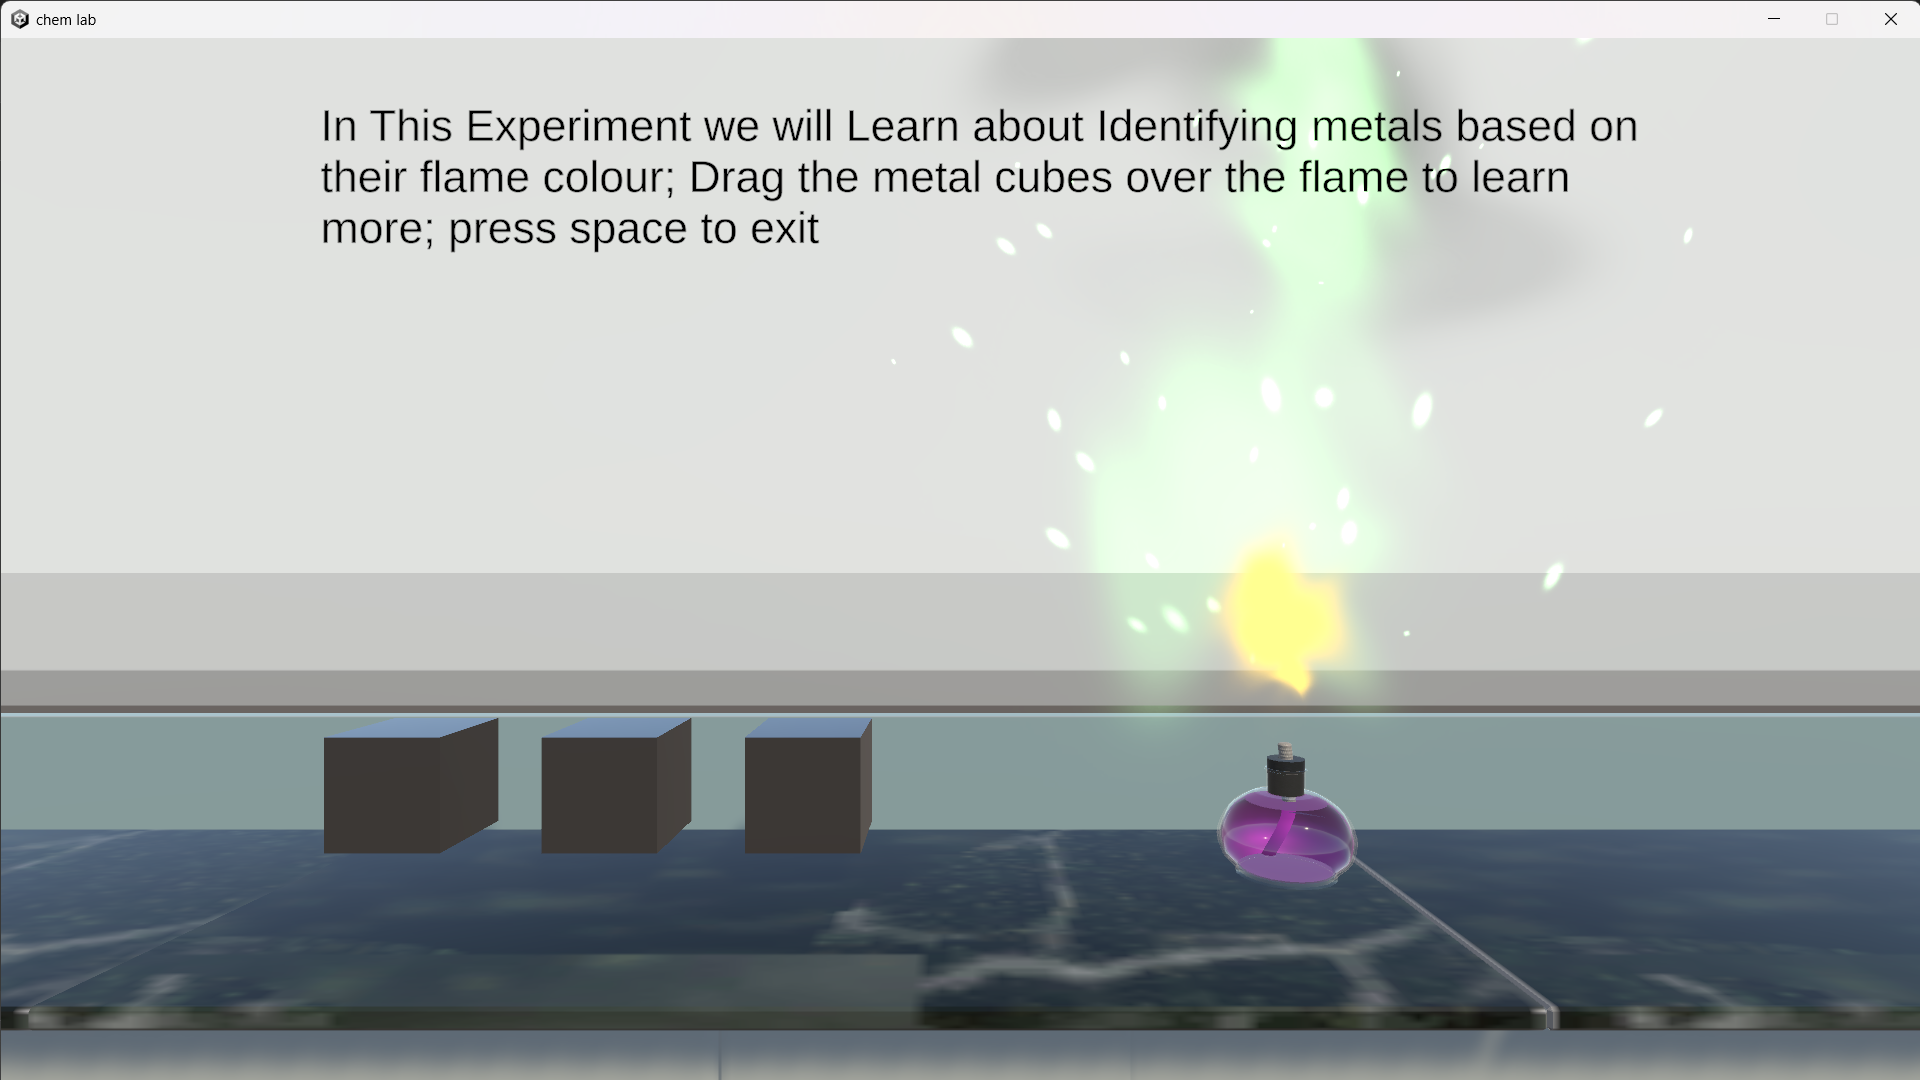 chem lab
In This Experiment we will Learn about Identifying metals based on
their flame colour; Drag the metal cubes over the flame to learn
more; press space to exit